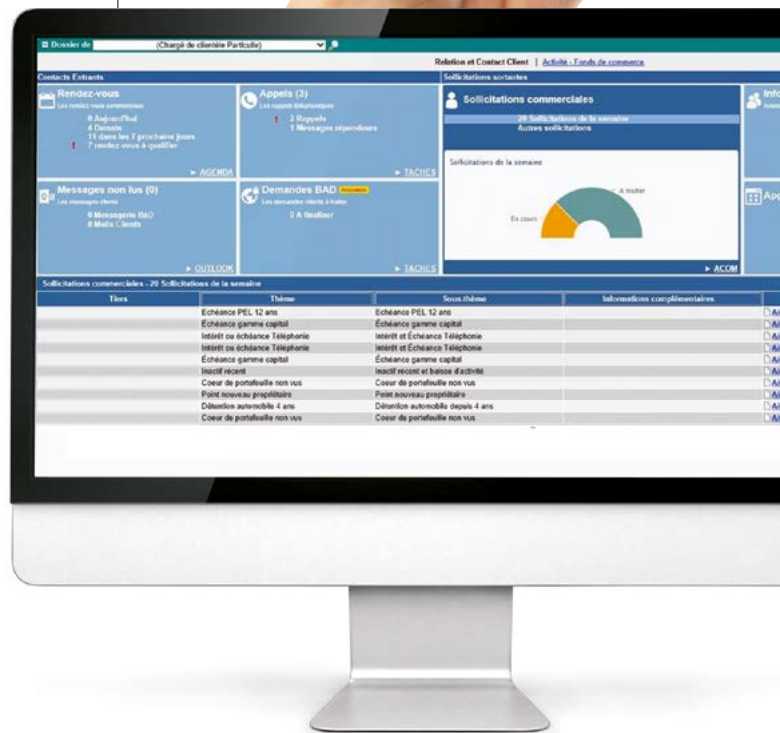 Dossier de (Chargé de clientèle Particulie)
Relation et Contact Client | Activité - Fonds de commerce
Contacts Entrants
Sollicitations sortantes
Rendez-vous
Les rendez-vous commerciaux
0 Aujourd'hui
4 Demain
11 dans les 7 prochains jours
! 7 rendez-vous à qualifier
► AGENDA
Appels (3)
Les rappels téléphoniques
! 2 Rappels
1 Messages répondeurs
► TACHES
Sollicitations commerciales
20 Sollicitations de la semaine
Autres sollicitations
Sollicitations de la semaine
A traiter
En cours
► ACOM
Messages non lus (0)
Les messages clients
0 Messagerie BAD
0 Mails Clients
► OUTLOOK
Demandes BAD
Les demandes clients à traiter
0 A finaliser
► TACHES
Sollicitations commerciales - 20 Sollicitations de la semaine
Tiers Thème Sous-thème Informations complémentaires
Echéance PEL 12 ans Echéance PEL 12 ans
Échéance gamme capital Échéance gamme capital
Intérêt ou échéance Téléphonie Intérêt et Échéance Téléphonie
Intérêt ou échéance Téléphonie Intérêt et Échéance Téléphonie
Échéance gamme capital Échéance gamme capital
Inactif récent Inactif récent et baisse d'activité
Coeur de portefeuille non vus Coeur de portefeuille non vus
Point nouveau propriétaire Point nouveau propriétaire
Détention automobile 4 ans Détention automobile depuis 4 ans
Coeur de portefeuille non vus Coeur de portefeuille non vus